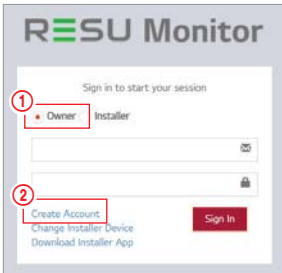 RESU Monitor
Sign in to start your session
1
Owner Installer
2
Create Account
Sign In
Change Installer Device
Download Installer App